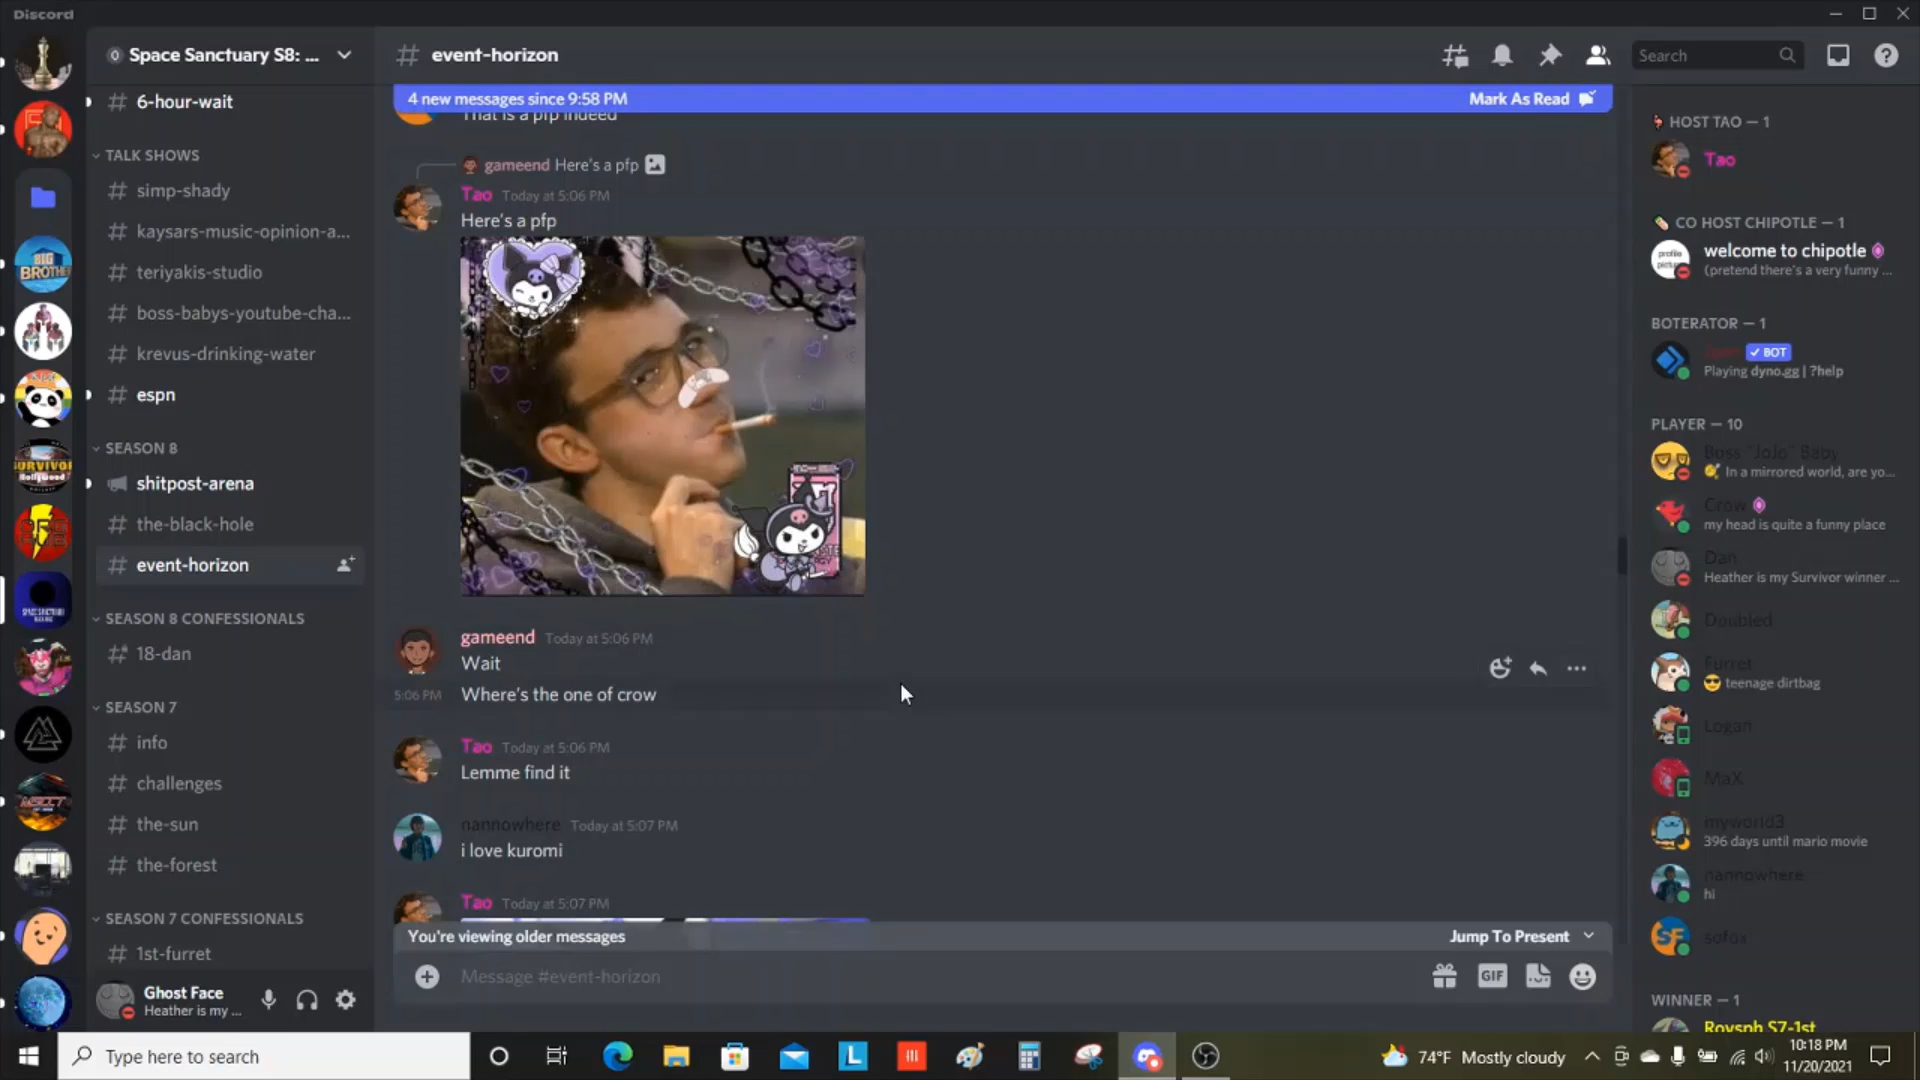 Discord
Space Sanctuary S8: ...
6-hour-wait
TALK SHOWS
simp-shady
kaysars-music-opinion-a...
teriyakis-studio
boss-babys-youtube-cha...
krevus-drinking-water
espn
SEASON 8
shitpost-arena
the-black-hole
event-horizon
SEASON 8 CONFESSIONALS
18-dan
SEASON 7
info
challenges
the-sun
the-forest
SEASON 7 CONFESSIONALS
1st-furret
Ghost Face
Heather is my ...
event-horizon
Search
4 new messages since 9:58 PM
Mark As Read
That is a pfp indeed
gameend Here's a pfp
Tao Today at 5:06 PM
Here's a pfp
gameend Today at 5:06 PM
Wait
5:06 PM Where's the one of crow
Tao Today at 5:06 PM
Lemme find it
nannowhere Today at 5:07 PM
i love kuromi
Tao Today at 5:07 PM
You're viewing older messages
Jump To Present
Message #event-horizon
GIF
HOST TAO — 1
Tao
CO HOST CHIPOTLE — 1
profile
welcome to chipotle
(pretend there's a very funny ...
BOTERATOR — 1
BOT
Playing dyno.gg | ?help
PLAYER — 10
Boss "JoJo" Baby
In a mirrored world, are yo...
Crow
my head is quite a funny place
Dan
Heather is my Survivor winner ...
Doubled
Furret
teenage dirtbag
Logan
MaX
myworld3
396 days until mario movie
nannowhere
hi
SF
sofox
WINNER — 1
Roysph S7-1st
BIG
BROTHER
SURVIVOR
Type here to search
L
74°F Mostly cloudy
10:18 PM
11/20/2021